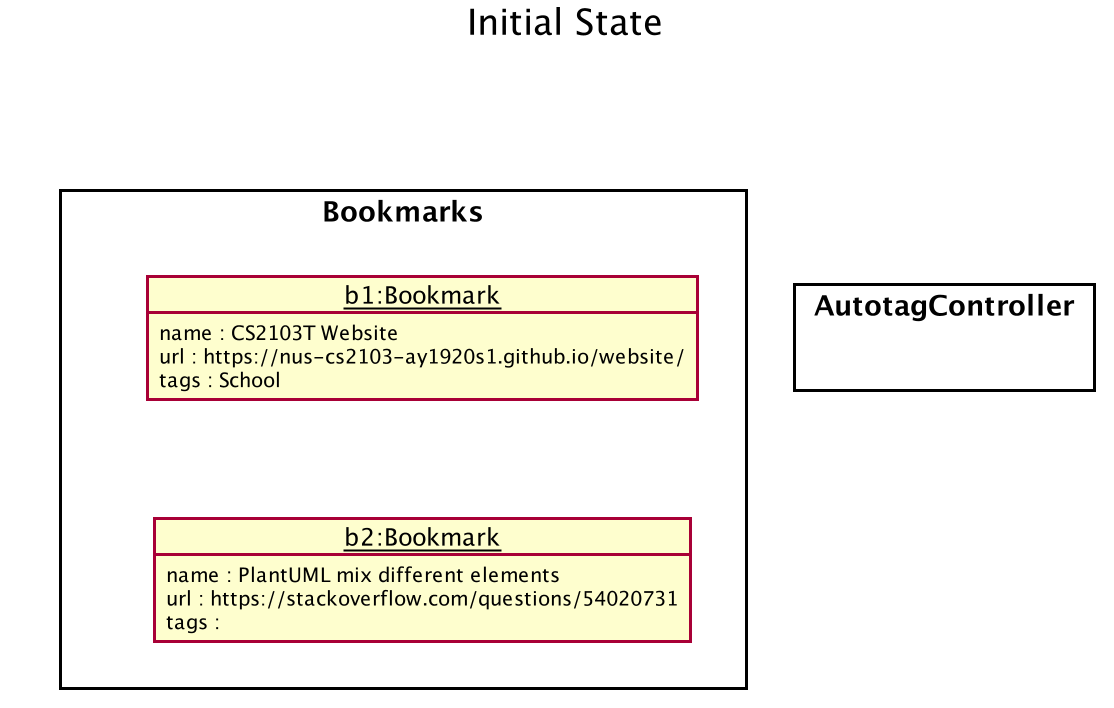 Initial State
Bookmarks
b1:Bookmark
name : CS2103T Website
url : https://nus-cs2103-ay1920s1.github.io/website/
tags : School
AutotagController
b2:Bookmark
name : PlantUML mix different elements
url : https://stackoverflow.com/questions/54020731
tags :